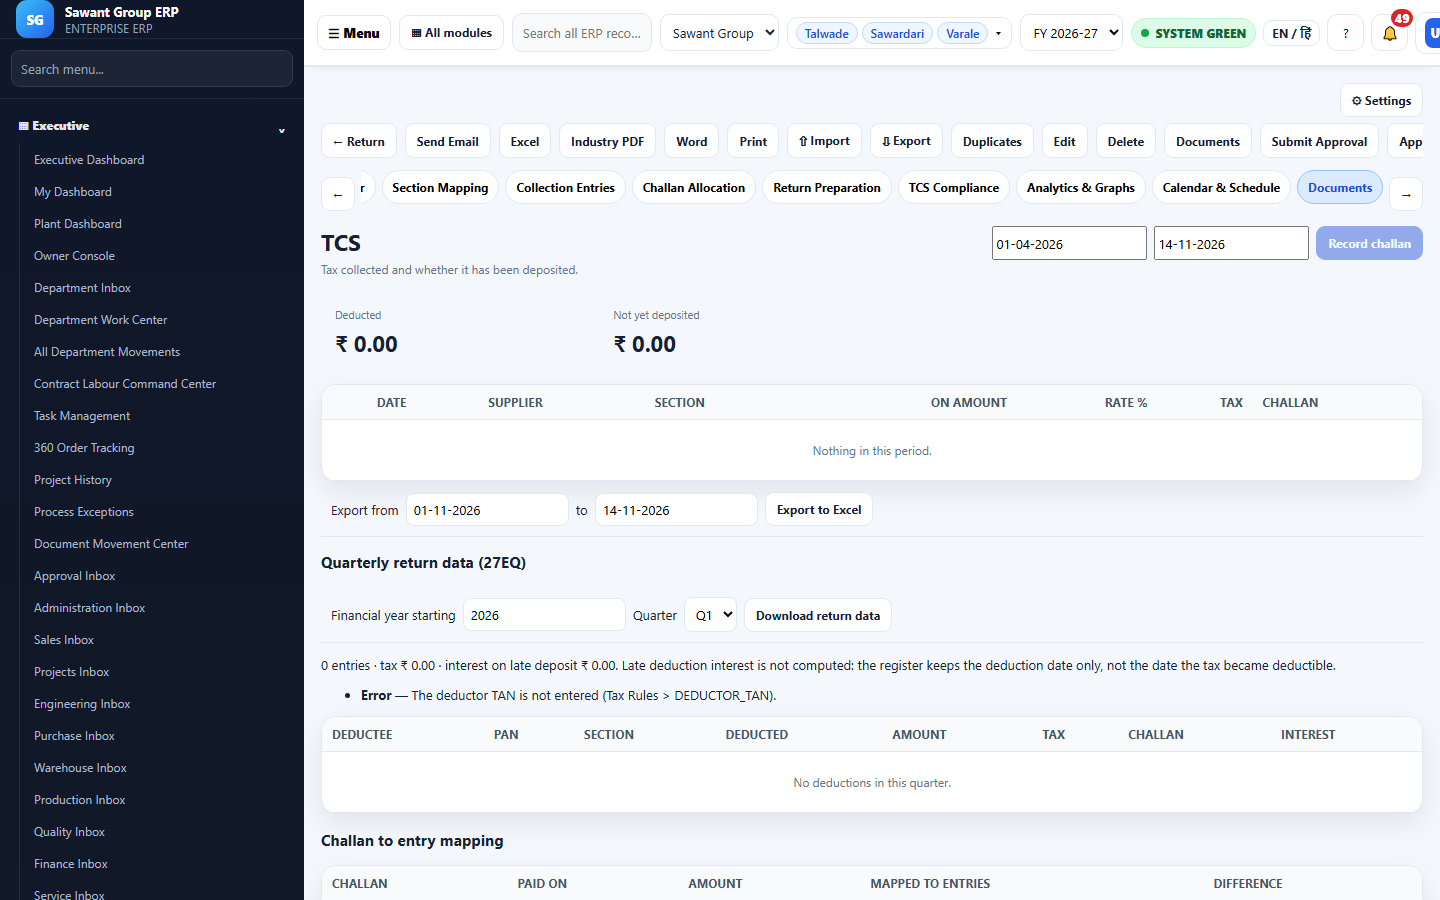 SG
Sawant Group ERP
ENTERPRISE ERP
Search menu...
Executive
Executive Dashboard
My Dashboard
Plant Dashboard
Owner Console
Department Inbox
Department Work Center
All Department Movements
Contract Labour Command Center
Task Management
360 Order Tracking
Project History
Process Exceptions
Document Movement Center
Approval Inbox
Administration Inbox
Sales Inbox
Projects Inbox
Engineering Inbox
Purchase Inbox
Warehouse Inbox
Production Inbox
Quality Inbox
Finance Inbox
Service Inbox
☰ Menu
All modules
Search all ERP reco...
Sawant Group
Talwade Sawardari Varale
FY 2026-27
SYSTEM GREEN
EN / हिं
?
49
U
⚙ Settings
← Return
Send Email
Excel
Industry PDF
Word
Print
⇧ Import
⇩ Export
Duplicates
Edit
Delete
Documents
Submit Approval
App
←
r
Section Mapping
Collection Entries
Challan Allocation
Return Preparation
TCS Compliance
Analytics & Graphs
Calendar & Schedule
Documents
→
TCS
01-04-2026
14-11-2026
Record challan
Tax collected and whether it has been deposited.
Deducted
₹ 0.00
Not yet deposited
₹ 0.00
DATE SUPPLIER SECTION ON AMOUNT RATE % TAX CHALLAN
Nothing in this period.
Export from 01-11-2026 to 14-11-2026 Export to Excel
Quarterly return data (27EQ)
Financial year starting 2026 Quarter Q1 Download return data
0 entries · tax ₹ 0.00 · interest on late deposit ₹ 0.00. Late deduction interest is not computed: the register keeps the deduction date only, not the date the tax became deductible.
• Error — The deductor TAN is not entered (Tax Rules > DEDUCTOR_TAN).
DEDUCTEE PAN SECTION DEDUCTED AMOUNT TAX CHALLAN INTEREST
No deductions in this quarter.
Challan to entry mapping
CHALLAN PAID ON AMOUNT MAPPED TO ENTRIES DIFFERENCE